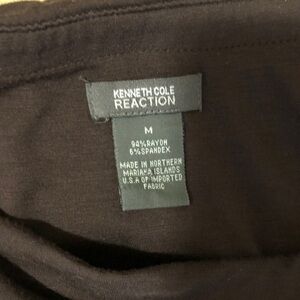 KENNETH COLE
REACTION
M
94% RAYON
6% SPANDEX
MADE IN NORTHERN
MARIANA ISLANDS
U.S.A OF IMPORTED
FABRIC